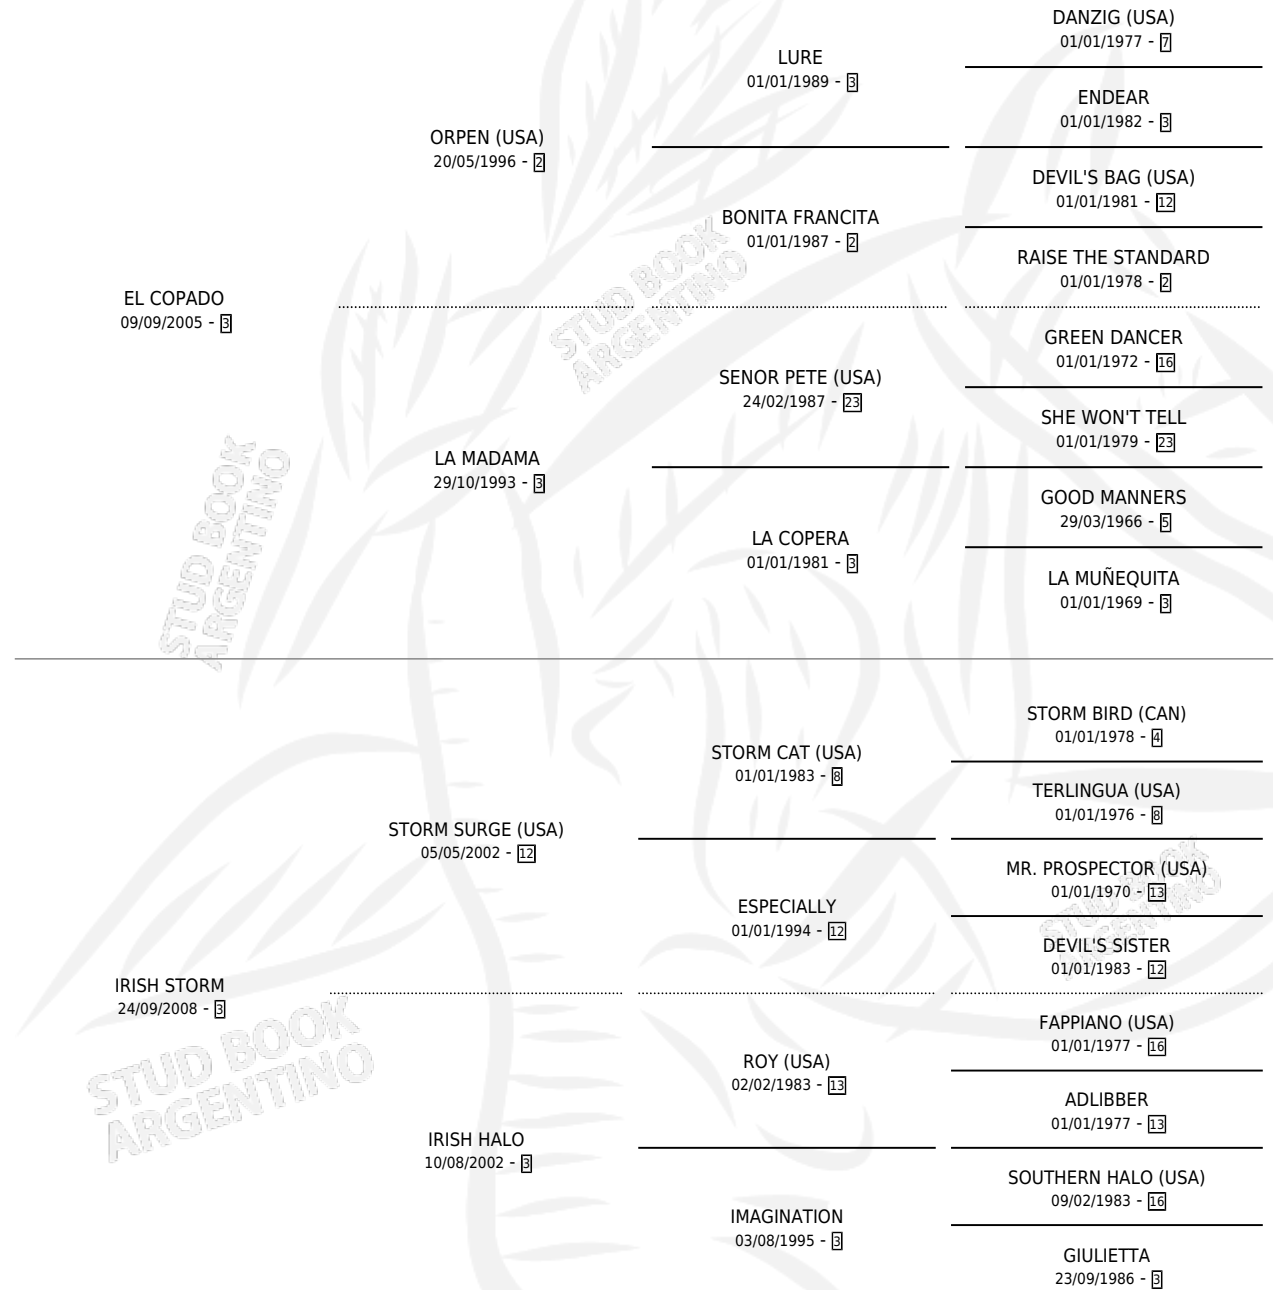 DANZIG (USA)
01/01/1977 - 7
LURE
01/01/1989 - 3
ENDEAR
01/01/1982 - 3
ORPEN (USA)
20/05/1996 - 2
DEVIL'S BAG (USA)
01/01/1981 - 12
BONITA FRANCITA
01/01/1987 - 2
RAISE THE STANDARD
01/01/1978 - 2
EL COPADO
09/09/2005 - 3
GREEN DANCER
01/01/1972 - 16
SENOR PETE (USA)
24/02/1987 - 23
SHE WON'T TELL
01/01/1979 - 23
LA MADAMA
29/10/1993 - 3
GOOD MANNERS
29/03/1966 - 5
LA COPERA
01/01/1981 - 3
LA MUÑEQUITA
01/01/1969 - 3
STORM BIRD (CAN)
01/01/1978 - 4
STORM CAT (USA)
01/01/1983 - 8
TERLINGUA (USA)
01/01/1976 - 8
STORM SURGE (USA)
05/05/2002 - 12
MR. PROSPECTOR (USA)
01/01/1970 - 13
ESPECIALLY
01/01/1994 - 12
DEVIL'S SISTER
01/01/1983 - 12
IRISH STORM
24/09/2008 - 3
FAPPIANO (USA)
01/01/1977 - 16
ROY (USA)
02/02/1983 - 13
ADLIBBER
01/01/1977 - 13
IRISH HALO
10/08/2002 - 3
SOUTHERN HALO (USA)
09/02/1983 - 16
IMAGINATION
03/08/1995 - 3
GIULIETTA
23/09/1986 - 3
STUD BOOK
ARGENTINO
STUD BOOK
ARGENTINO
STUD BOOK
ARGENTINO
STUD BOOK
ARGENTINO